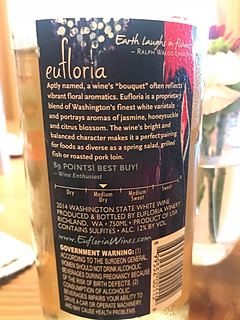 Earth laughs in flowers
~ RALPH WALDO
eufloria
Aptly named, a wine's "bouquet" often reflects
vibrant floral aromatics. Eufloria is a proprietary
blend of Washington's finest white varietals
and portrays aromas of jasmine, honeysuckle
and citrus blossom. The wine's bright and
balanced character makes it a perfect pairing
for foods as diverse as a spring salad, grilled
fish or roasted pork loin.
89 POINTS! BEST BUY!
~ Wine Enthusiast
Dry Medium Dry Medium Sweet Sweet
2014 WASHINGTON STATE WHITE WINE
PRODUCED & BOTTLED BY EUFLORIA WINERY
RICHLAND, WA • 750ML • PRODUCT OF USA
CONTAINS SULFITES • ALC. 12% BY VOL
www.EufloriaWines.com
GOVERNMENT WARNING: (1)
ACCORDING TO THE SURGEON GENERAL
WOMEN SHOULD NOT DRINK ALCOHOLIC
BEVERAGES DURING PREGNANCY BECAUSE
OF THE RISK OF BIRTH DEFECTS. (2)
CONSUMPTION OF ALCOHOLIC
BEVERAGES IMPAIRS YOUR ABILITY TO
DRIVE A CAR OR OPERATE MACHINERY,
AND MAY CAUSE HEALTH PROBLEMS.